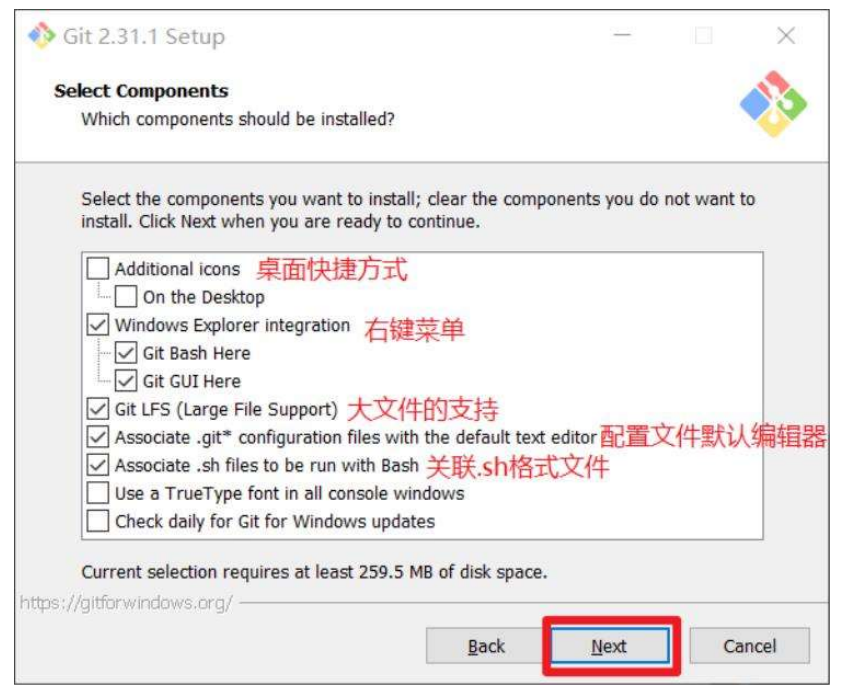 Git 2.31.1 Setup
Select Components
Which components should be installed?
Select the components you want to install; clear the components you do not want to
install. Click Next when you are ready to continue.
Additional icons 桌面快捷方式
On the Desktop
Windows Explorer integration 右键菜单
Git Bash Here
Git GUI Here
Git LFS (Large File Support) 大文件的支持
Associate .git* configuration files with the default text editor 配置文件默认编辑器
Associate .sh files to be run with Bash 关联.sh格式文件
Use a TrueType font in all console windows
Check daily for Git for Windows updates
Current selection requires at least 259.5 MB of disk space.
https://gitforwindows.org/
Back Next Cancel